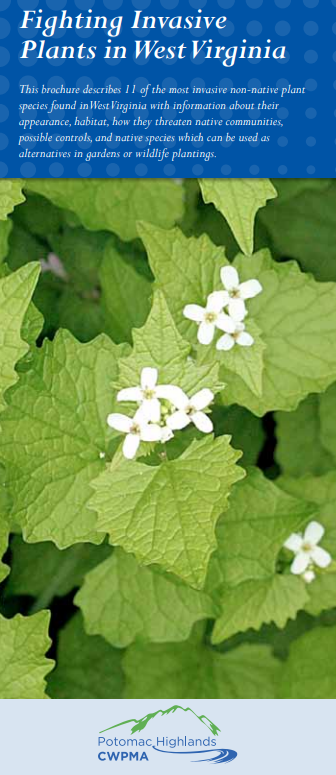 Fighting Invasive
Plants in West Virginia
This brochure describes 11 of the most invasive non-native plant
species found inWest Virginia with information about their
appearance, habitat, how they threaten native communities,
possible controls, and native species which can be used as
alternatives in gardens or wildlife plantings.
Potomac Highlands
CWPMA